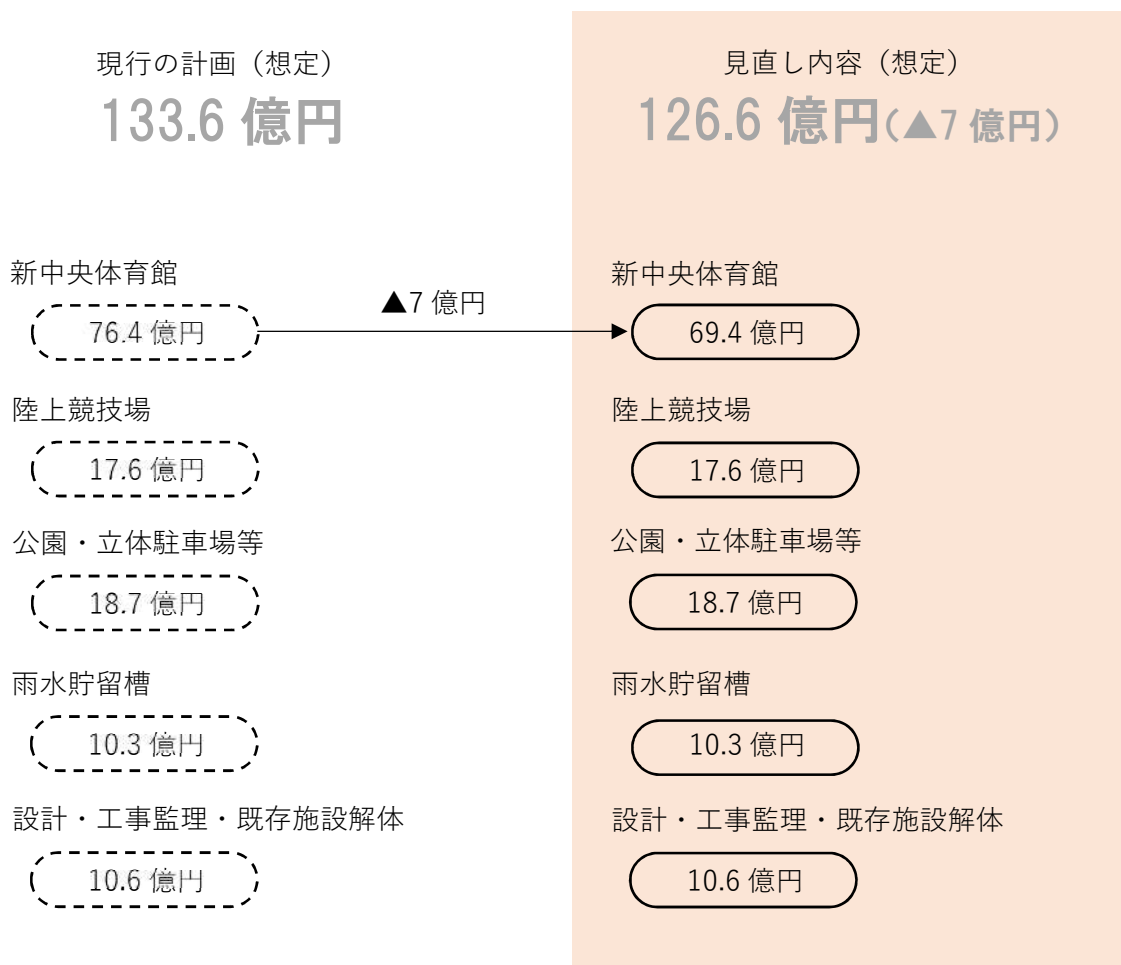 現行の計画（想定）
133.6 億円
見直し内容（想定）
126.6 億円(▲7 億円)
新中央体育館
76.4 億円
▲7 億円
新中央体育館
69.4 億円
陸上競技場
17.6 億円
陸上競技場
17.6 億円
公園・立体駐車場等
18.7 億円
公園・立体駐車場等
18.7 億円
雨水貯留槽
10.3 億円
雨水貯留槽
10.3 億円
設計・工事監理・既存施設解体
10.6 億円
設計・工事監理・既存施設解体
10.6 億円